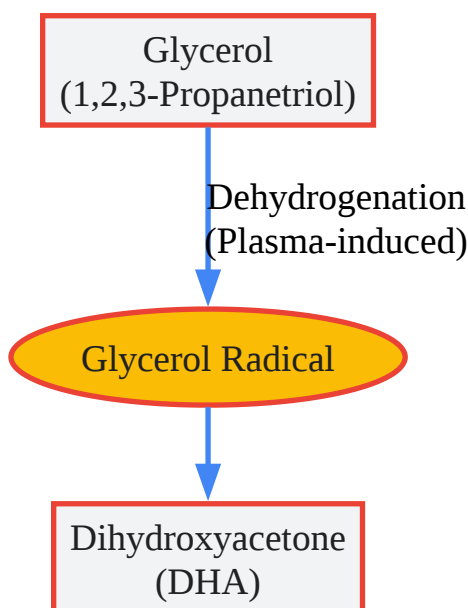 Glycerol
(1,2,3-Propanetriol)
Dehydrogenation
(Plasma-induced)
Glycerol Radical
Dihydroxyacetone
(DHA)